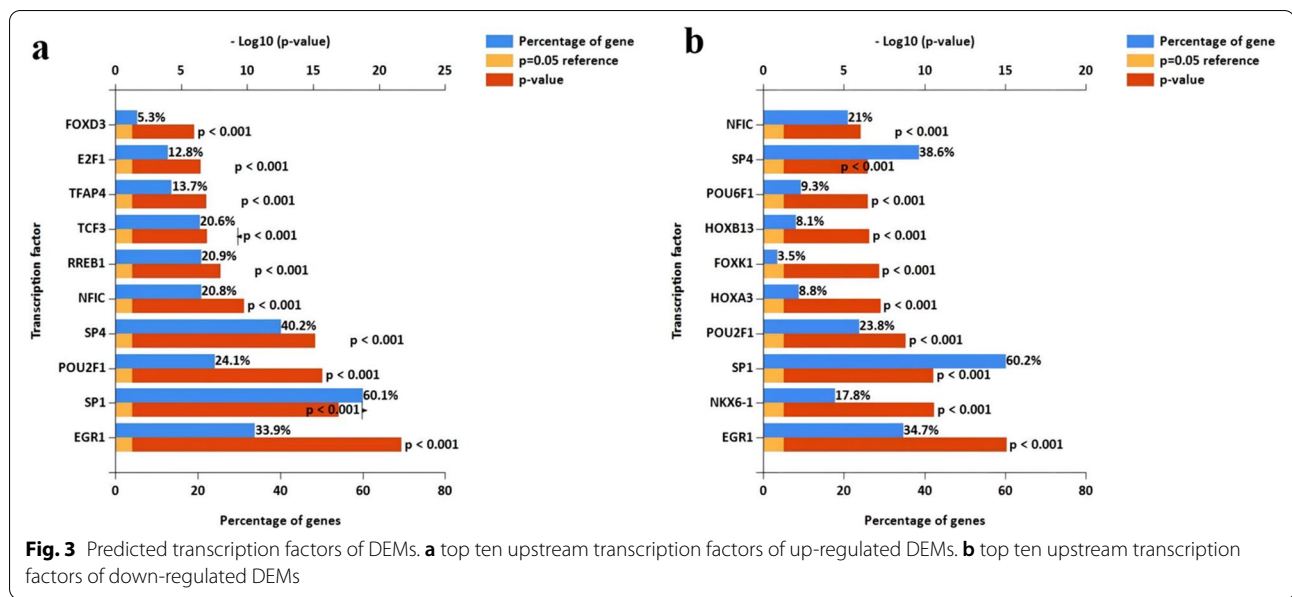 a
- Log10 (p-value)
0 5 10 15 20 25
Percentage of gene
p=0.05 reference
p-value
Transcription factor
FOXD3 5.3% p < 0.001
E2F1 12.8% p < 0.001
TFAP4 13.7% p < 0.001
TCF3 20.6% p < 0.001
RREB1 20.9% p < 0.001
NFIC 20.8% p < 0.001
SP4 40.2% p < 0.001
POU2F1 24.1% p < 0.001
SP1 60.1% p < 0.001
EGR1 33.9% p < 0.001
0 20 40 60 80
Percentage of genes
b
- Log10 (p-value)
0 5 10 15 20
Percentage of gene
p=0.05 reference
p-value
Transcription factor
NFIC 21% p < 0.001
SP4 38.6% p < 0.001
POU6F1 9.3% p < 0.001
HOXB13 8.1% p < 0.001
FOXK1 3.5% p < 0.001
HOXA3 8.8% p < 0.001
POU2F1 23.8% p < 0.001
SP1 60.2% p < 0.001
NKX6-1 17.8% p < 0.001
EGR1 34.7% p < 0.001
0 20 40 60 80
Percentage of genes
Fig. 3 Predicted transcription factors of DEMs. a top ten upstream transcription factors of up-regulated DEMs. b top ten upstream transcription
factors of down-regulated DEMs